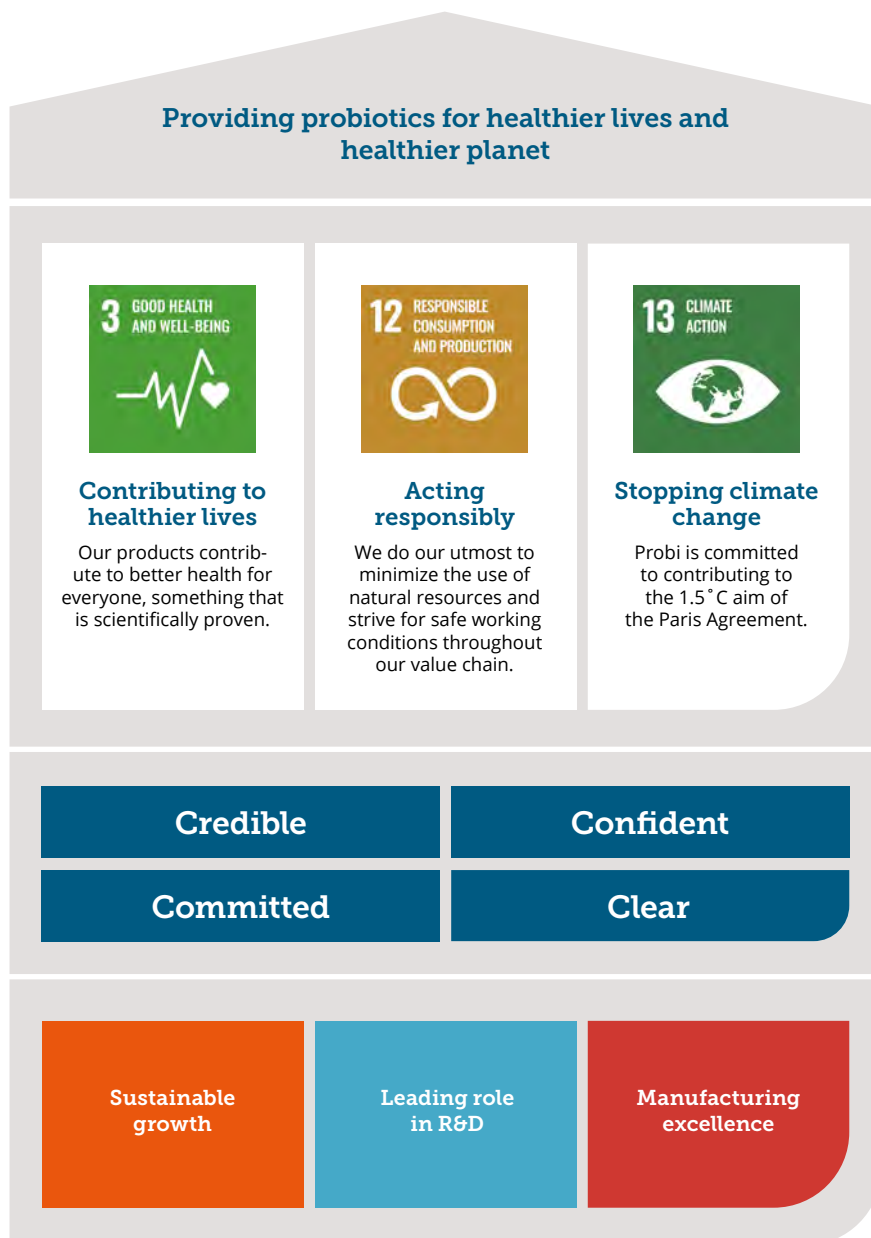 Providing probiotics for healthier lives and
healthier planet
3 GOOD HEALTH
AND WELL-BEING
Contributing to
healthier lives
Our products contrib-
ute to better health for
everyone, something that
is scientifically proven.
12 RESPONSIBLE
CONSUMPTION
AND PRODUCTION
Acting
responsibly
We do our utmost to
minimize the use of
natural resources and
strive for safe working
conditions throughout
our value chain.
13 CLIMATE
ACTION
Stopping climate
change
Probi is committed
to contributing to
the 1.5˚C aim of
the Paris Agreement.
Credible
Confident
Committed
Clear
Sustainable
growth
Leading role
in R&D
Manufacturing
excellence